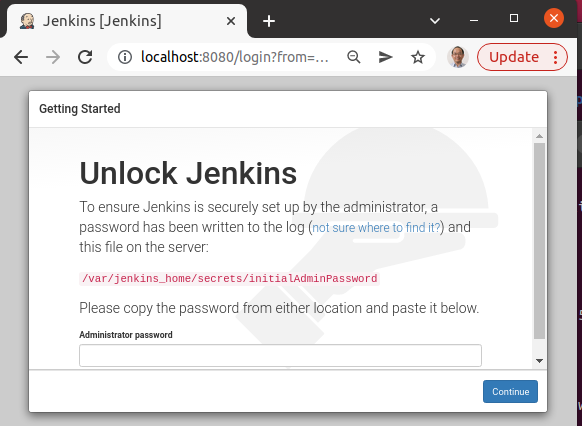 Jenkins [Jenkins]
localhost:8080/login?from=...
Update
Getting Started
Unlock Jenkins
To ensure Jenkins is securely set up by the administrator, a
password has been written to the log (not sure where to find it?) and
this file on the server:
/var/jenkins_home/secrets/initialAdminPassword
Please copy the password from either location and paste it below.
Administrator password
Continue